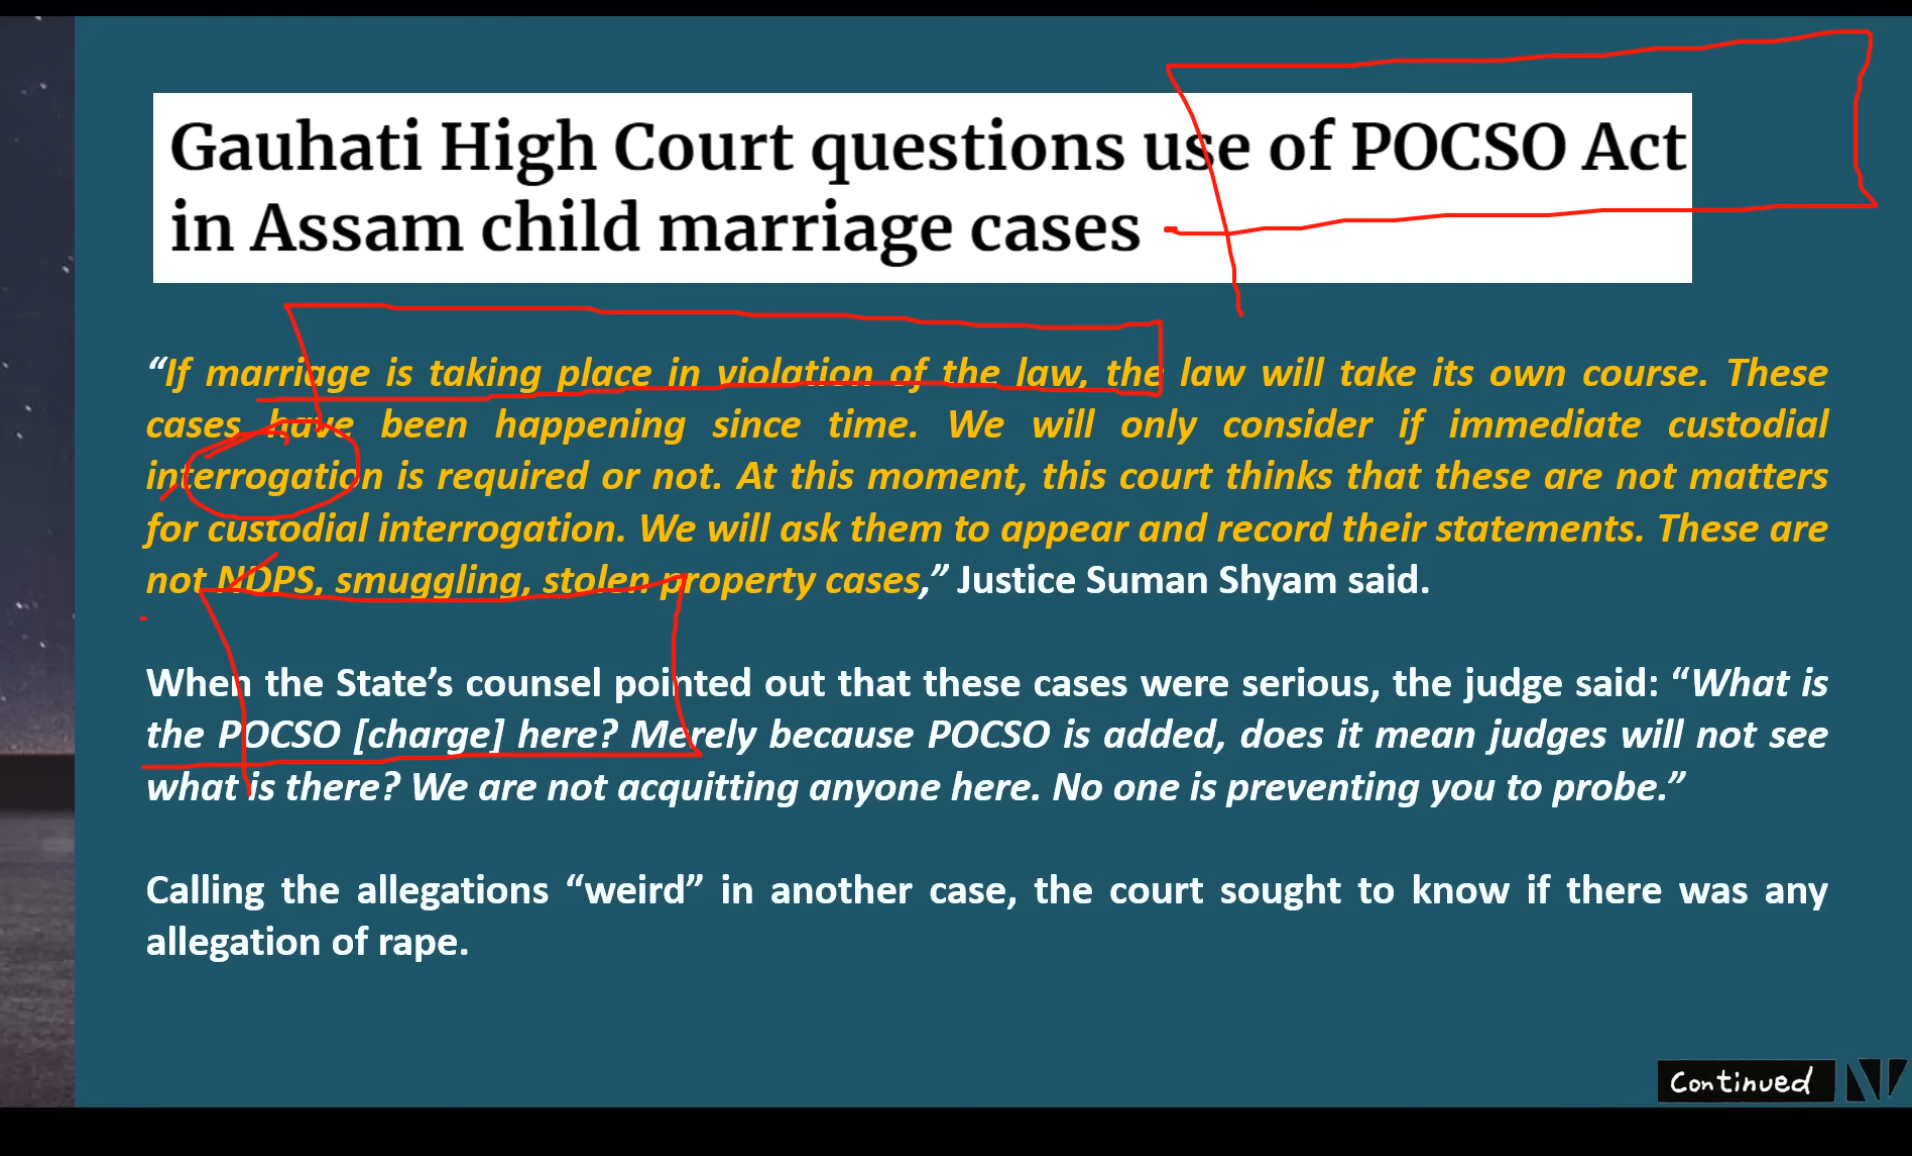 Gauhati High Court questions use of POCSO Act
in Assam child marriage cases
“If marriage is taking place in violation of the law, the law will take its own course. These
cases have been happening since time. We will only consider if immediate custodial
interrogation is required or not. At this moment, this court thinks that these are not matters
for custodial interrogation. We will ask them to appear and record their statements. These are
not NDPS, smuggling, stolen property cases,” Justice Suman Shyam said.
When the State’s counsel pointed out that these cases were serious, the judge said: “What is
the POCSO [charge] here? Merely because POCSO is added, does it mean judges will not see
what is there? We are not acquitting anyone here. No one is preventing you to probe.”
Calling the allegations “weird” in another case, the court sought to know if there was any
allegation of rape.
Continued